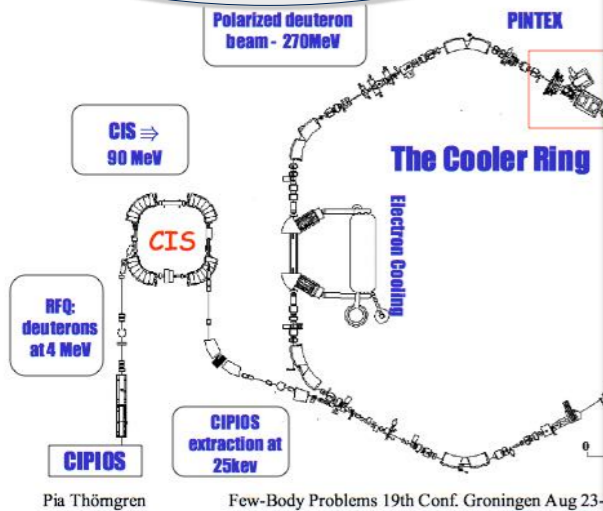 Polarized deuteron
beam - 270MeV
PINTEX
CIS ⇒
90 MeV
The Cooler Ring
CIS
Electron Cooling
RFQ:
deuterons
at 4 MeV
CIPIOS
extraction at
25kev
CIPIOS
θ
Pia Thörngren
Few-Body Problems 19th Conf. Groningen Aug 23-